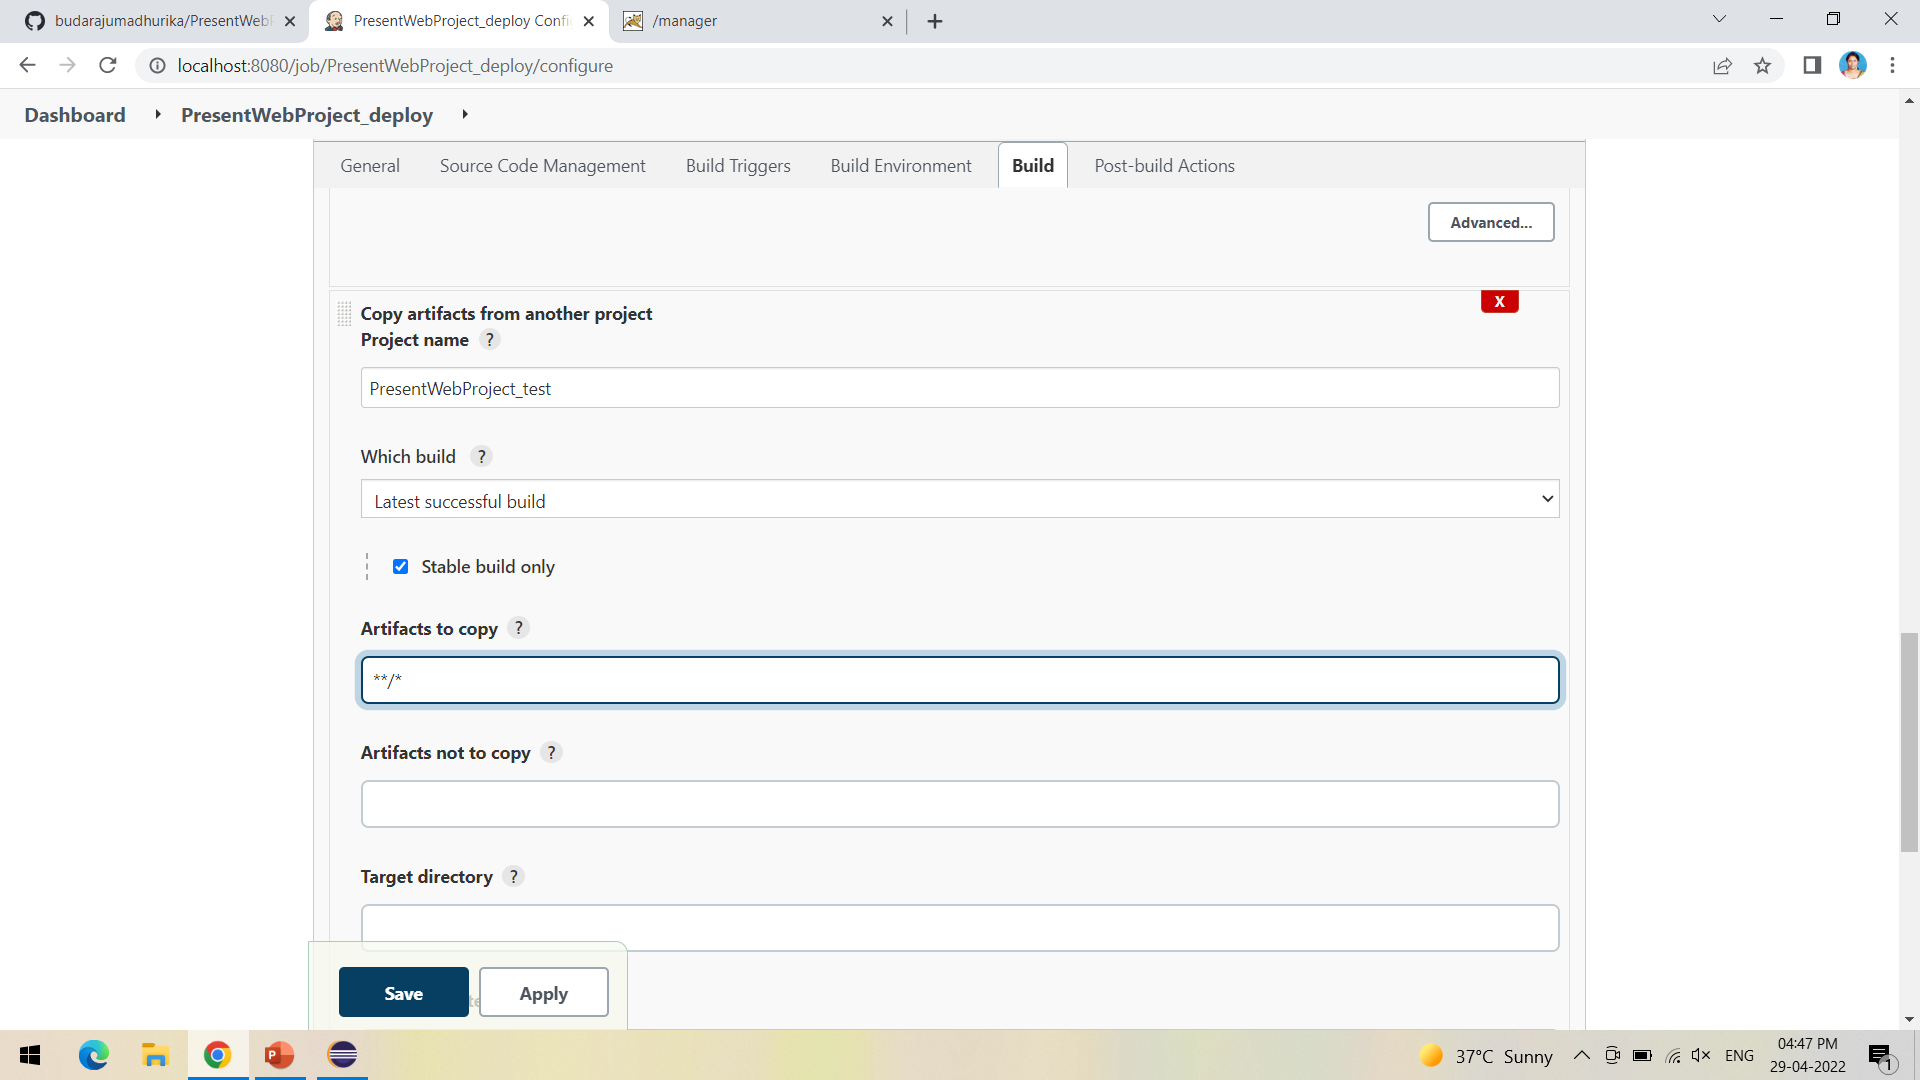 budarajumadhurika/PresentWebP
PresentWebProject_deploy Confi
/manager
localhost:8080/job/PresentWebProject_deploy/configure
Dashboard
PresentWebProject_deploy
General
Source Code Management
Build Triggers
Build Environment
Build
Post-build Actions
Advanced...
X
Copy artifacts from another project
Project name ?
PresentWebProject_test
Which build ?
Latest successful build
Stable build only
Artifacts to copy ?
**/*
Artifacts not to copy ?
Target directory ?
Save
Apply
37°C Sunny
ENG
04:47 PM
29-04-2022
1